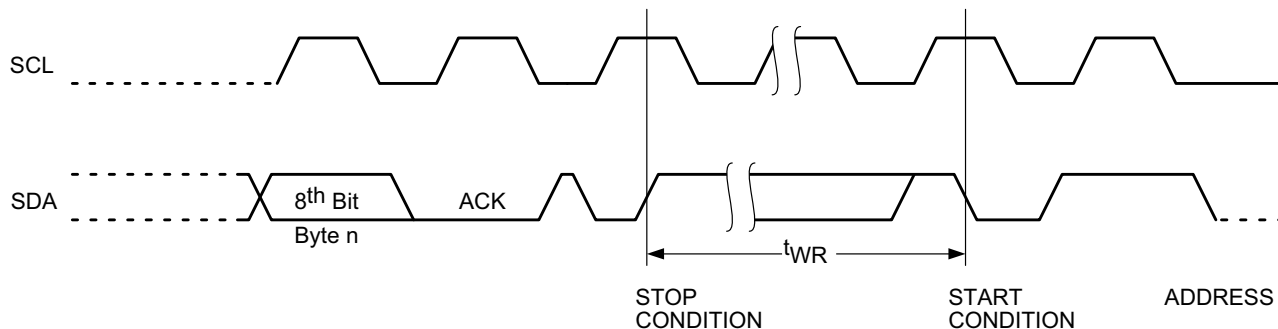 SCL
SDA
8th Bit
ACK
Byte n
tWR
STOP
CONDITION
START
CONDITION
ADDRESS